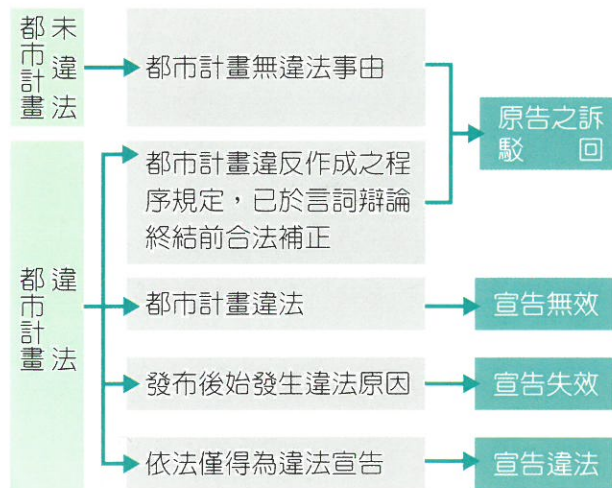 都市計畫
未違法
都市計畫無違法事由
原告之訴
駁回
都市計畫違反作成之程
序規定，已於言詞辯論
終結前合法補正
都市計畫
違法
都市計畫違法
宣告無效
發布後始發生違法原因
宣告失效
依法僅得為違法宣告
宣告違法